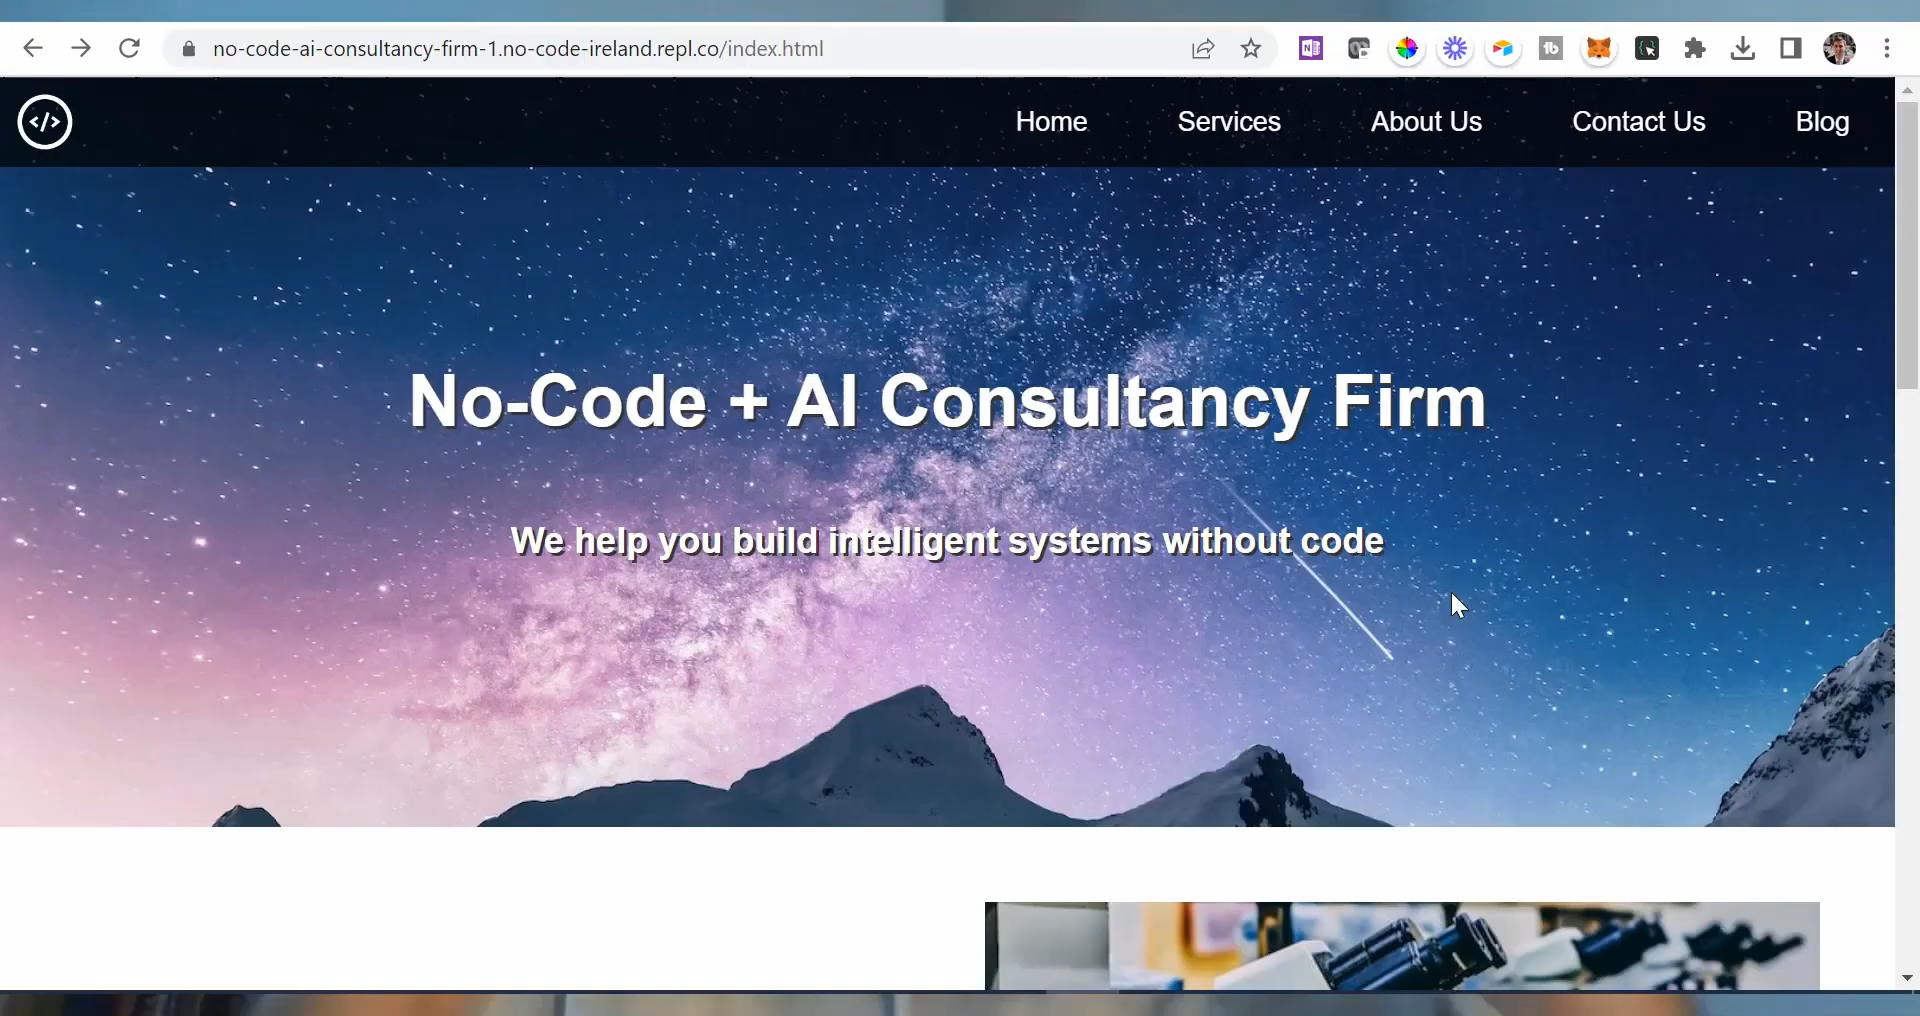 no-code-ai-consultancy-firm-1.no-code-ireland.repl.co/index.html
</>
Home
Services
About Us
Contact Us
Blog
No-Code + AI Consultancy Firm
We help you build intelligent systems without code